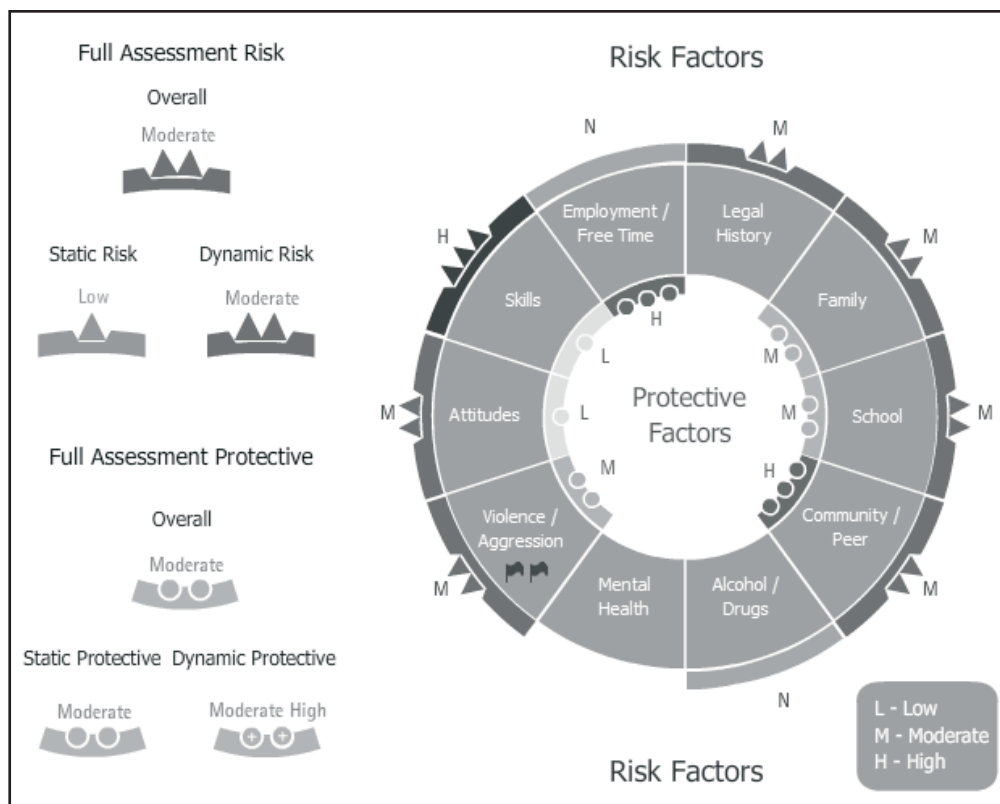 Full Assessment Risk
Overall
Moderate
Static Risk
Dynamic Risk
Low
Moderate
Full Assessment Protective
Overall
Moderate
Static Protective
Dynamic Protective
Moderate
Moderate High
Risk Factors
N
M
Employment /
Free Time
Legal
History
H
M
Skills
Family
H
L
M
M
Attitudes
L
Protective
Factors
M
School
M
M
H
Violence /
Aggression
Community /
Peer
M
Mental
Health
Alcohol /
Drugs
M
N
Risk Factors
L - Low
M - Moderate
H - High